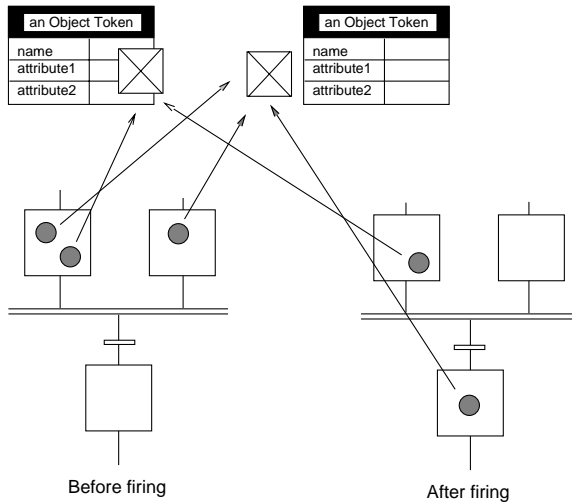 an Object Token
name
attribute1
attribute2
an Object Token
name
attribute1
attribute2
Before firing
After firing